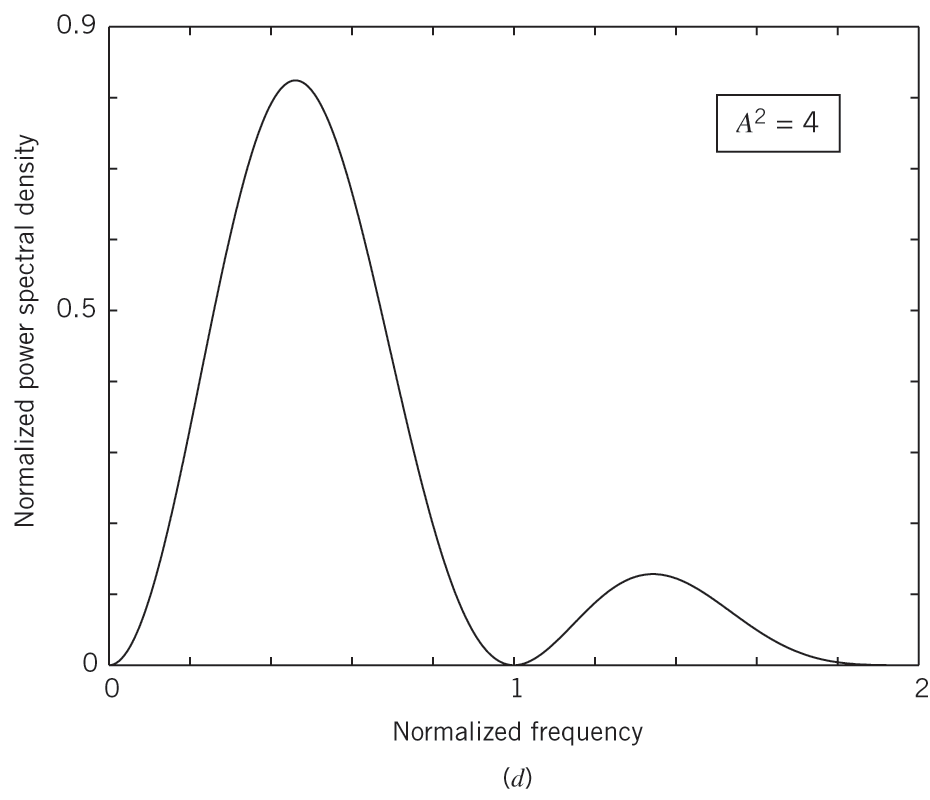 0.9
A² = 4
Normalized power spectral density
0.5
0
0
1
2
Normalized frequency
(d)